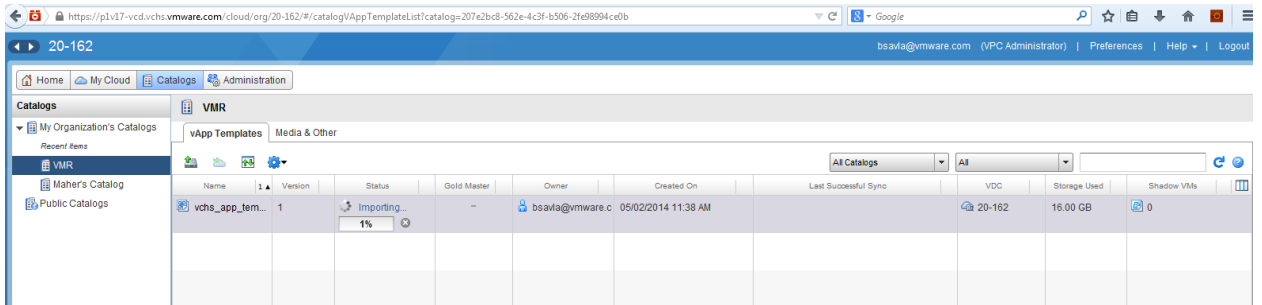 https://p1v17-vcd.vchs.vmware.com/cloud/org/20-162/#/catalogVAppTemplateList?catalog=207e2bc8-562e-4c3f-b506-2fe98994ce0b
Google
20-162
bsavla@vmware.com (VPC Administrator) | Preferences | Help | Logout
Home My Cloud Catalogs Administration
Catalogs
VMR
My Organization's Catalogs
Recent Items
VMR
Maher's Catalog
Public Catalogs
vApp Templates Media & Other
All Catalogs All
Name 1 Version Status Gold Master Owner Created On Last Successful Sync VDC Storage Used Shadow VMs
vchs_app_tem... 1 Importing... – bsavla@vmware.c 05/02/2014 11:38 AM 20-162 16.00 GB 0
1%